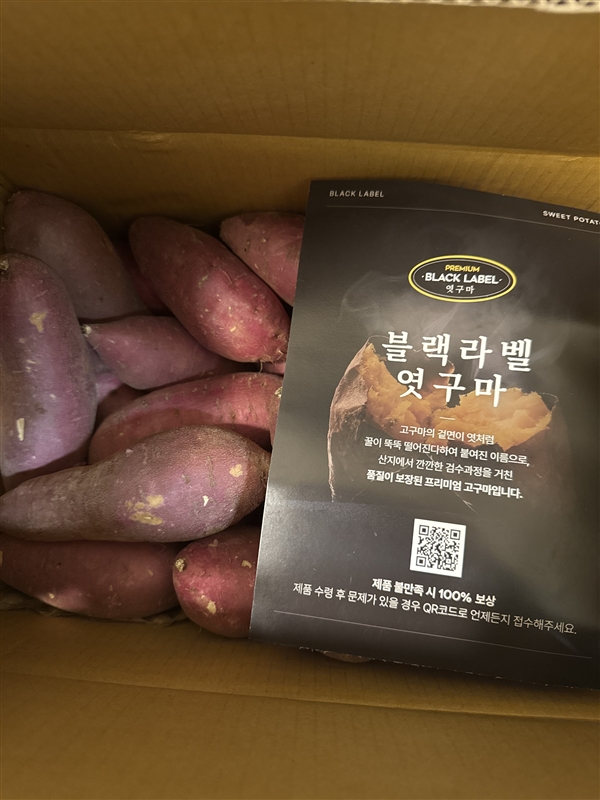 BLACK LABEL
SWEET POTAT
PREMIUM
·BLACK LABEL·
엿구마
블랙라벨
엿구마
고구마의 겉면이 엿처럼
꿀이 뚝뚝 떨어진다하여 붙여진 이름으로,
산지에서 깐깐한 검수과정을 거친
품질이 보장된 프리미엄 고구마입니다.
제품 불만족 시 100% 보상
제품 수령 후 문제가 있을 경우 QR코드로 언제든지 접수해주세요.